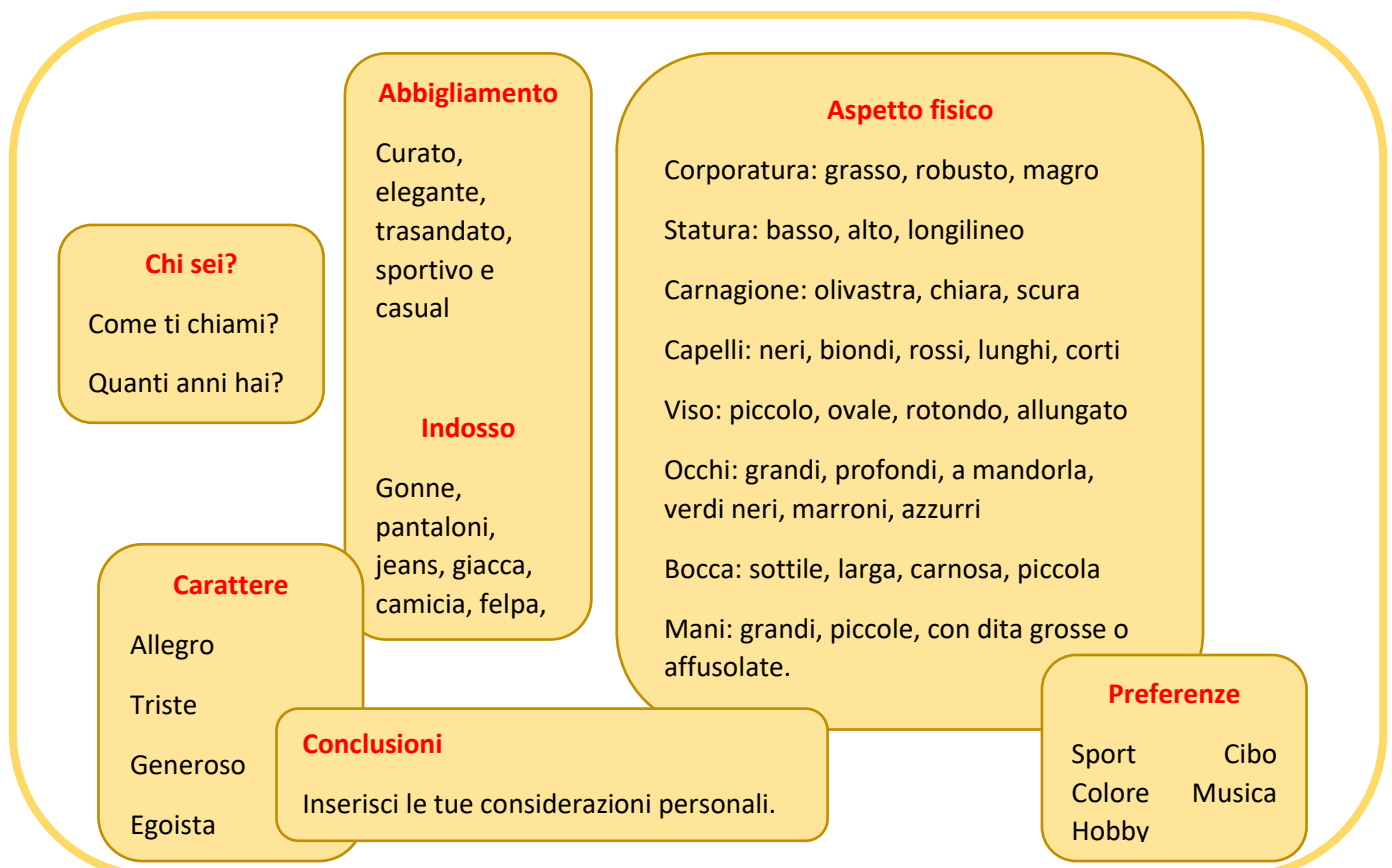 Chi sei?
Come ti chiami?
Quanti anni hai?
Abbigliamento
Curato,
elegante,
trasandato,
sportivo e
casual
Indosso
Gonne,
pantaloni,
jeans, giacca,
camicia, felpa,
Aspetto fisico
Corporatura: grasso, robusto, magro
Statura: basso, alto, longilineo
Carnagione: olivastra, chiara, scura
Capelli: neri, biondi, rossi, lunghi, corti
Viso: piccolo, ovale, rotondo, allungato
Occhi: grandi, profondi, a mandorla,
verdi neri, marroni, azzurri
Bocca: sottile, larga, carnosa, piccola
Mani: grandi, piccole, con dita grosse o
affusolate.
Carattere
Allegro
Triste
Generoso
Egoista
Conclusioni
Inserisci le tue considerazioni personali.
Preferenze
Sport Cibo
Colore Musica
Hobby